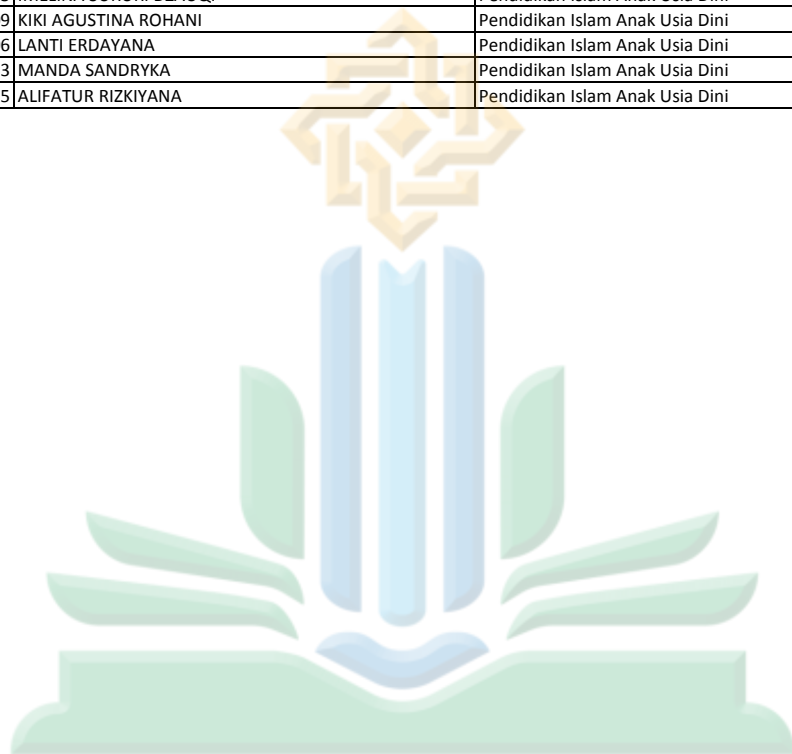 9 KIKI AGUSTINA ROHANI Pendidikan Islam Anak Usia Dini
6 LANTI ERDAYANA Pendidikan Islam Anak Usia Dini
3 MANDA SANDRYKA Pendidikan Islam Anak Usia Dini
5 ALIFATUR RIZKIYANA Pendidikan Islam Anak Usia Dini